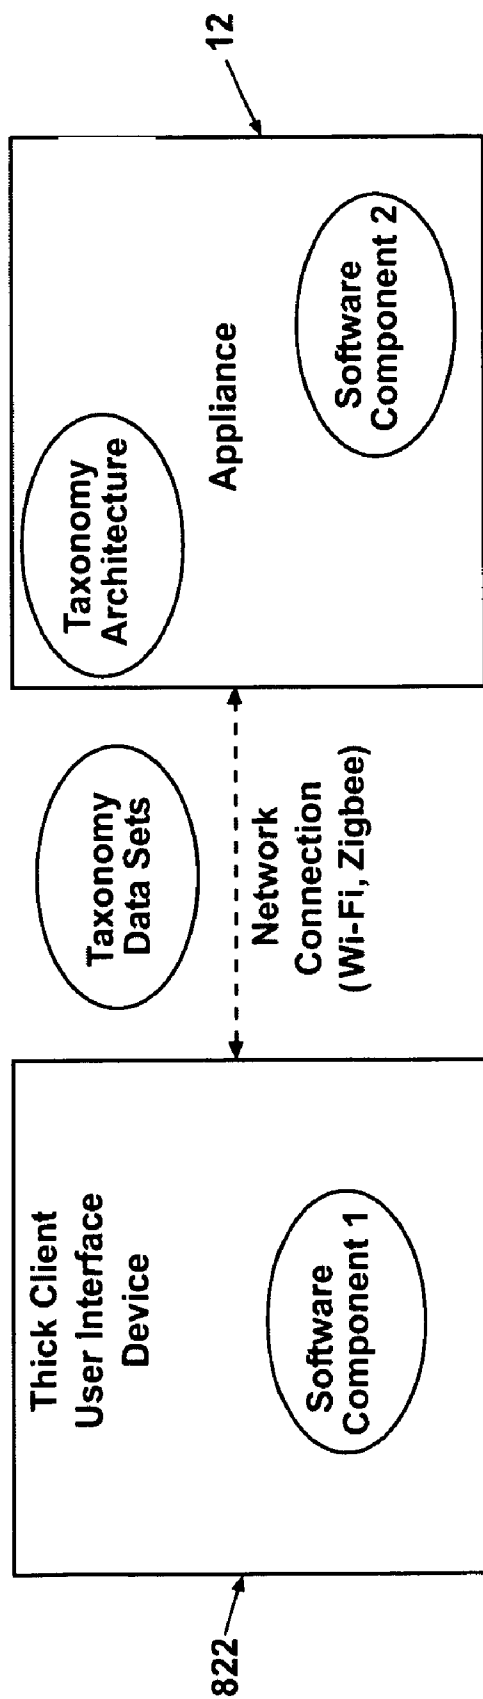 822
Thick Client
User Interface
Device
Software
Component 1
Taxonomy
Data Sets
Network
Connection
(Wi-Fi, Zigbee)
Taxonomy
Architecture
Appliance
Software
Component 2
12